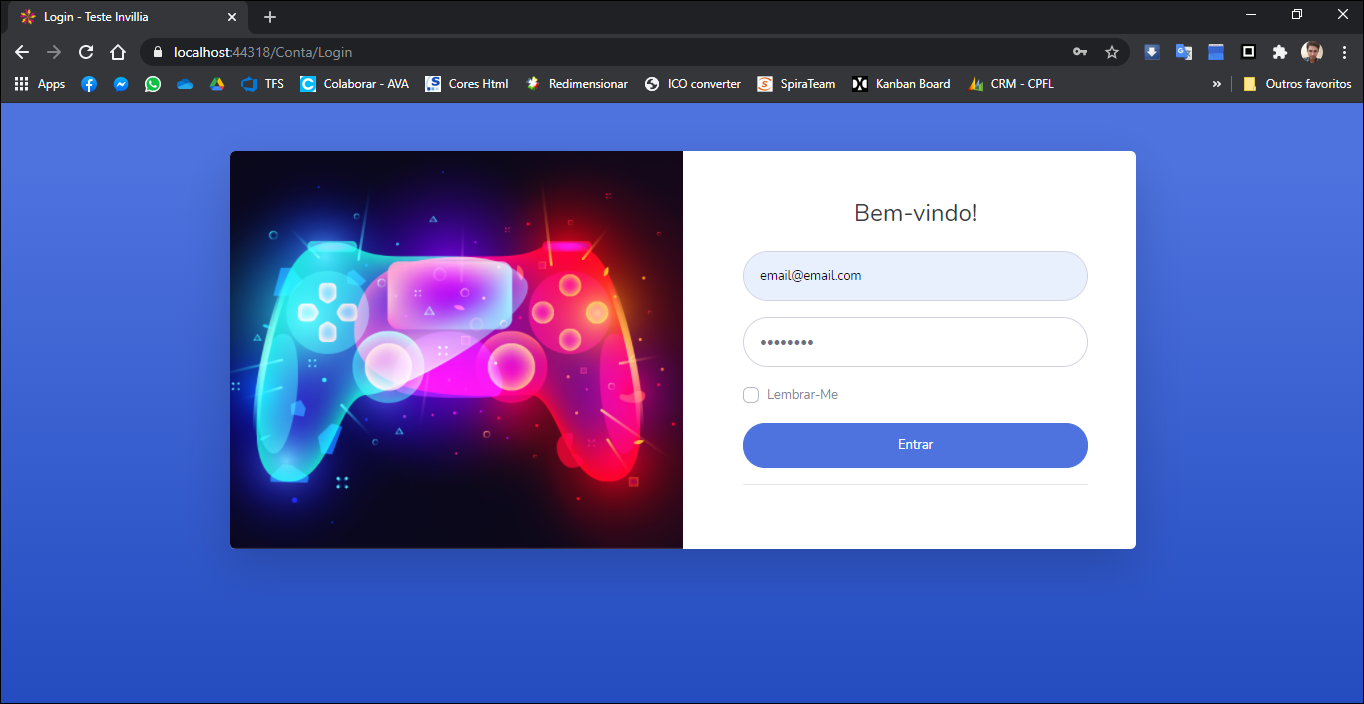 Login - Teste Invillia
localhost:44318/Conta/Login
Apps TFS Colaborar - AVA Cores Html Redimensionar ICO converter SpiraTeam Kanban Board CRM - CPFL » Outros favoritos
Bem-vindo!
email@email.com
••••••••
Lembrar-Me
Entrar